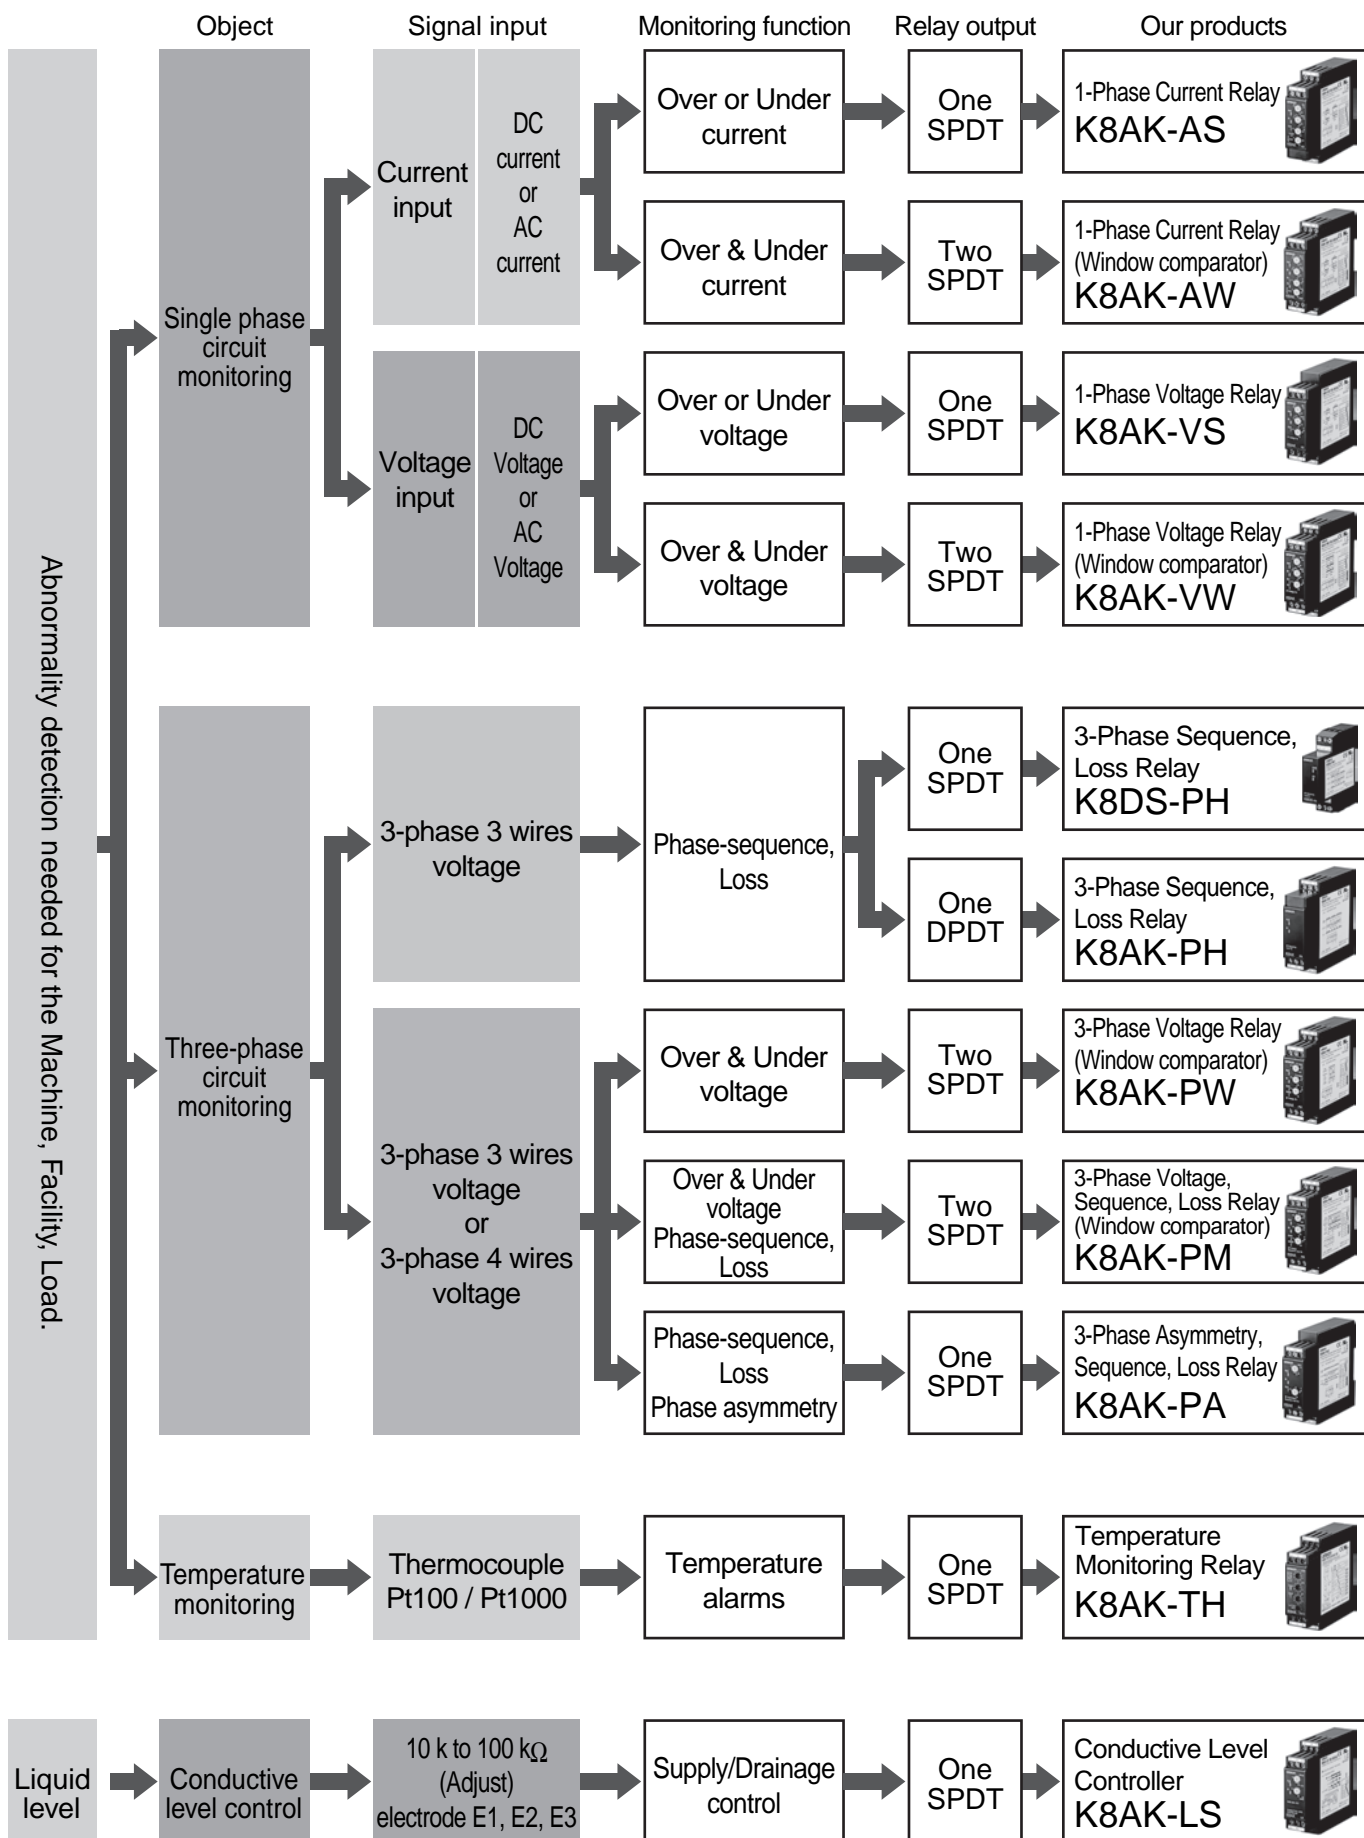 Object
Signal input
Monitoring function
Relay output
Our products
Abnormality detection needed for the Machine, Facility, Load.
Single phase
circuit
monitoring
Current
input
DC
current
or
AC
current
Over or Under
current
One
SPDT
1-Phase Current Relay
K8AK-AS
Over & Under
current
Two
SPDT
1-Phase Current Relay
(Window comparator)
K8AK-AW
Voltage
input
DC
Voltage
or
AC
Voltage
Over or Under
voltage
One
SPDT
1-Phase Voltage Relay
K8AK-VS
Over & Under
voltage
Two
SPDT
1-Phase Voltage Relay
(Window comparator)
K8AK-VW
Three-phase
circuit
monitoring
3-phase 3 wires
voltage
Phase-sequence,
Loss
One
SPDT
3-Phase Sequence,
Loss Relay
K8DS-PH
One
DPDT
3-Phase Sequence,
Loss Relay
K8AK-PH
3-phase 3 wires
voltage
or
3-phase 4 wires
voltage
Over & Under
voltage
Two
SPDT
3-Phase Voltage Relay
(Window comparator)
K8AK-PW
Over & Under
voltage
Phase-sequence,
Loss
Two
SPDT
3-Phase Voltage,
Sequence, Loss Relay
(Window comparator)
K8AK-PM
Phase-sequence,
Loss
Phase asymmetry
One
SPDT
3-Phase Asymmetry,
Sequence, Loss Relay
K8AK-PA
Temperature
monitoring
Thermocouple
Pt100 / Pt1000
Temperature
alarms
One
SPDT
Temperature
Monitoring Relay
K8AK-TH
Liquid
level
Conductive
level control
10 k to 100 kΩ
(Adjust)
electrode E1, E2, E3
Supply/Drainage
control
One
SPDT
Conductive Level
Controller
K8AK-LS